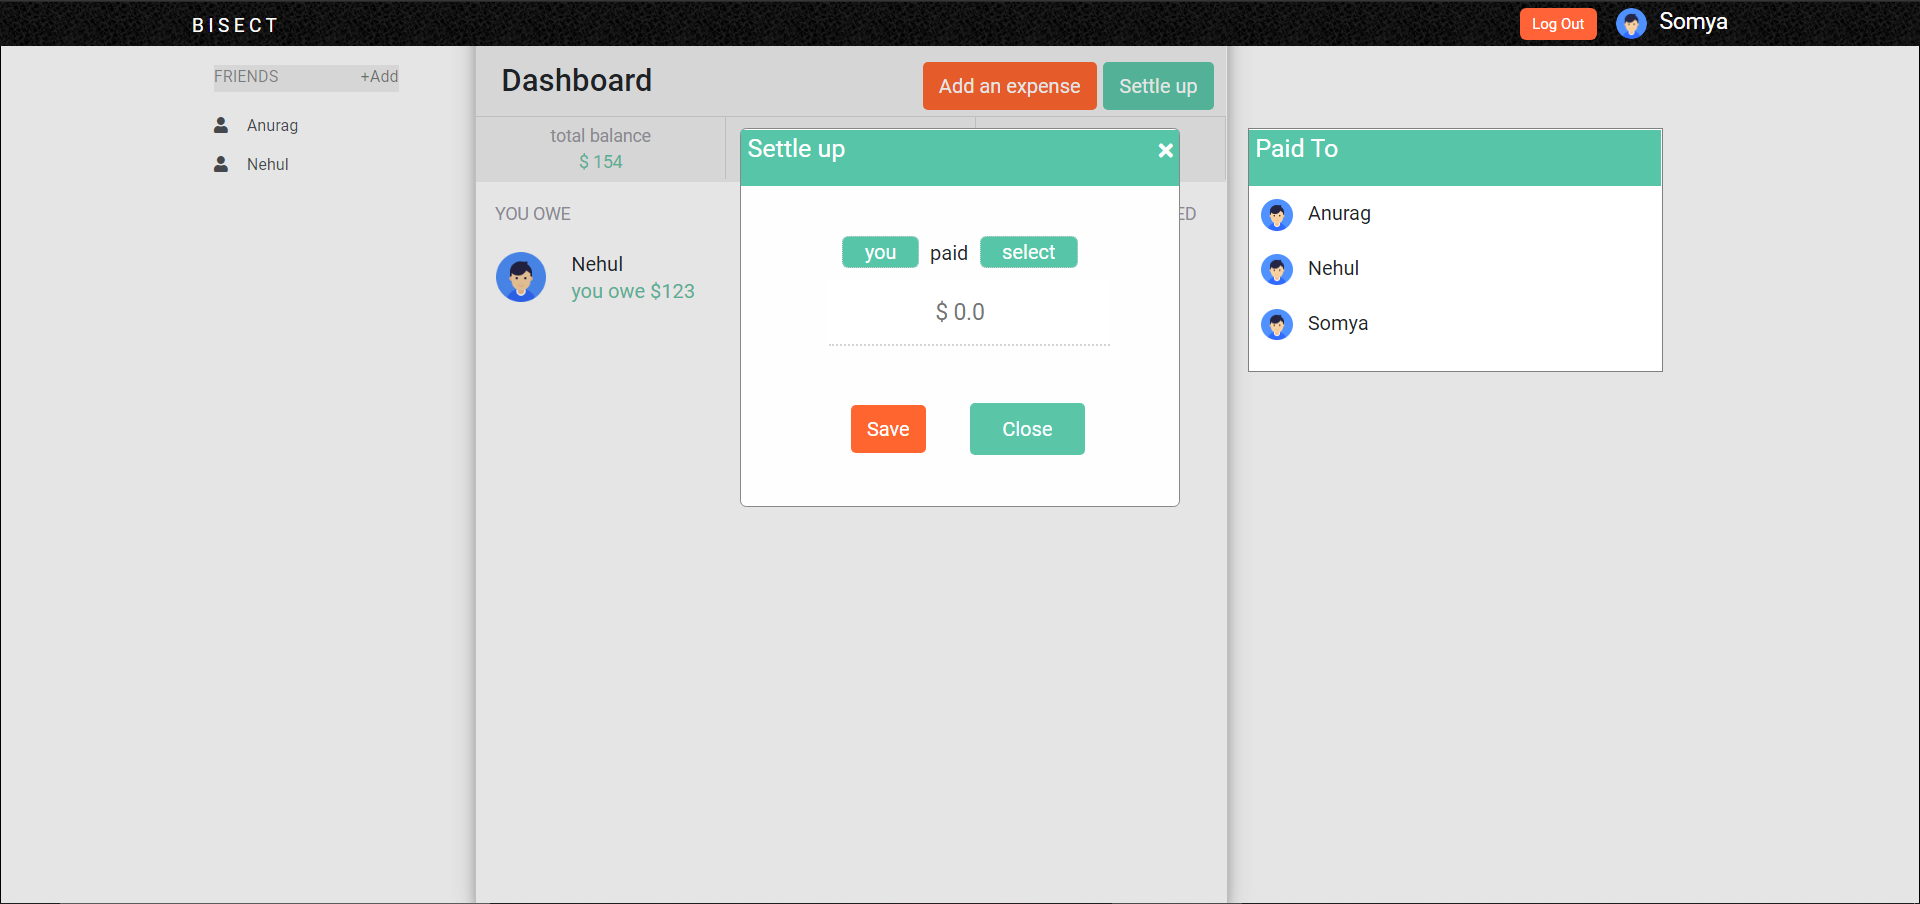 BISECT
Log Out
Somya
FRIENDS +Add
Anurag
Nehul
Dashboard
Add an expense
Settle up
total balance
$ 154
YOU OWE
ED
Nehul
you owe $123
Settle up
×
you paid select
$ 0.0
Save
Close
Paid To
Anurag
Nehul
Somya